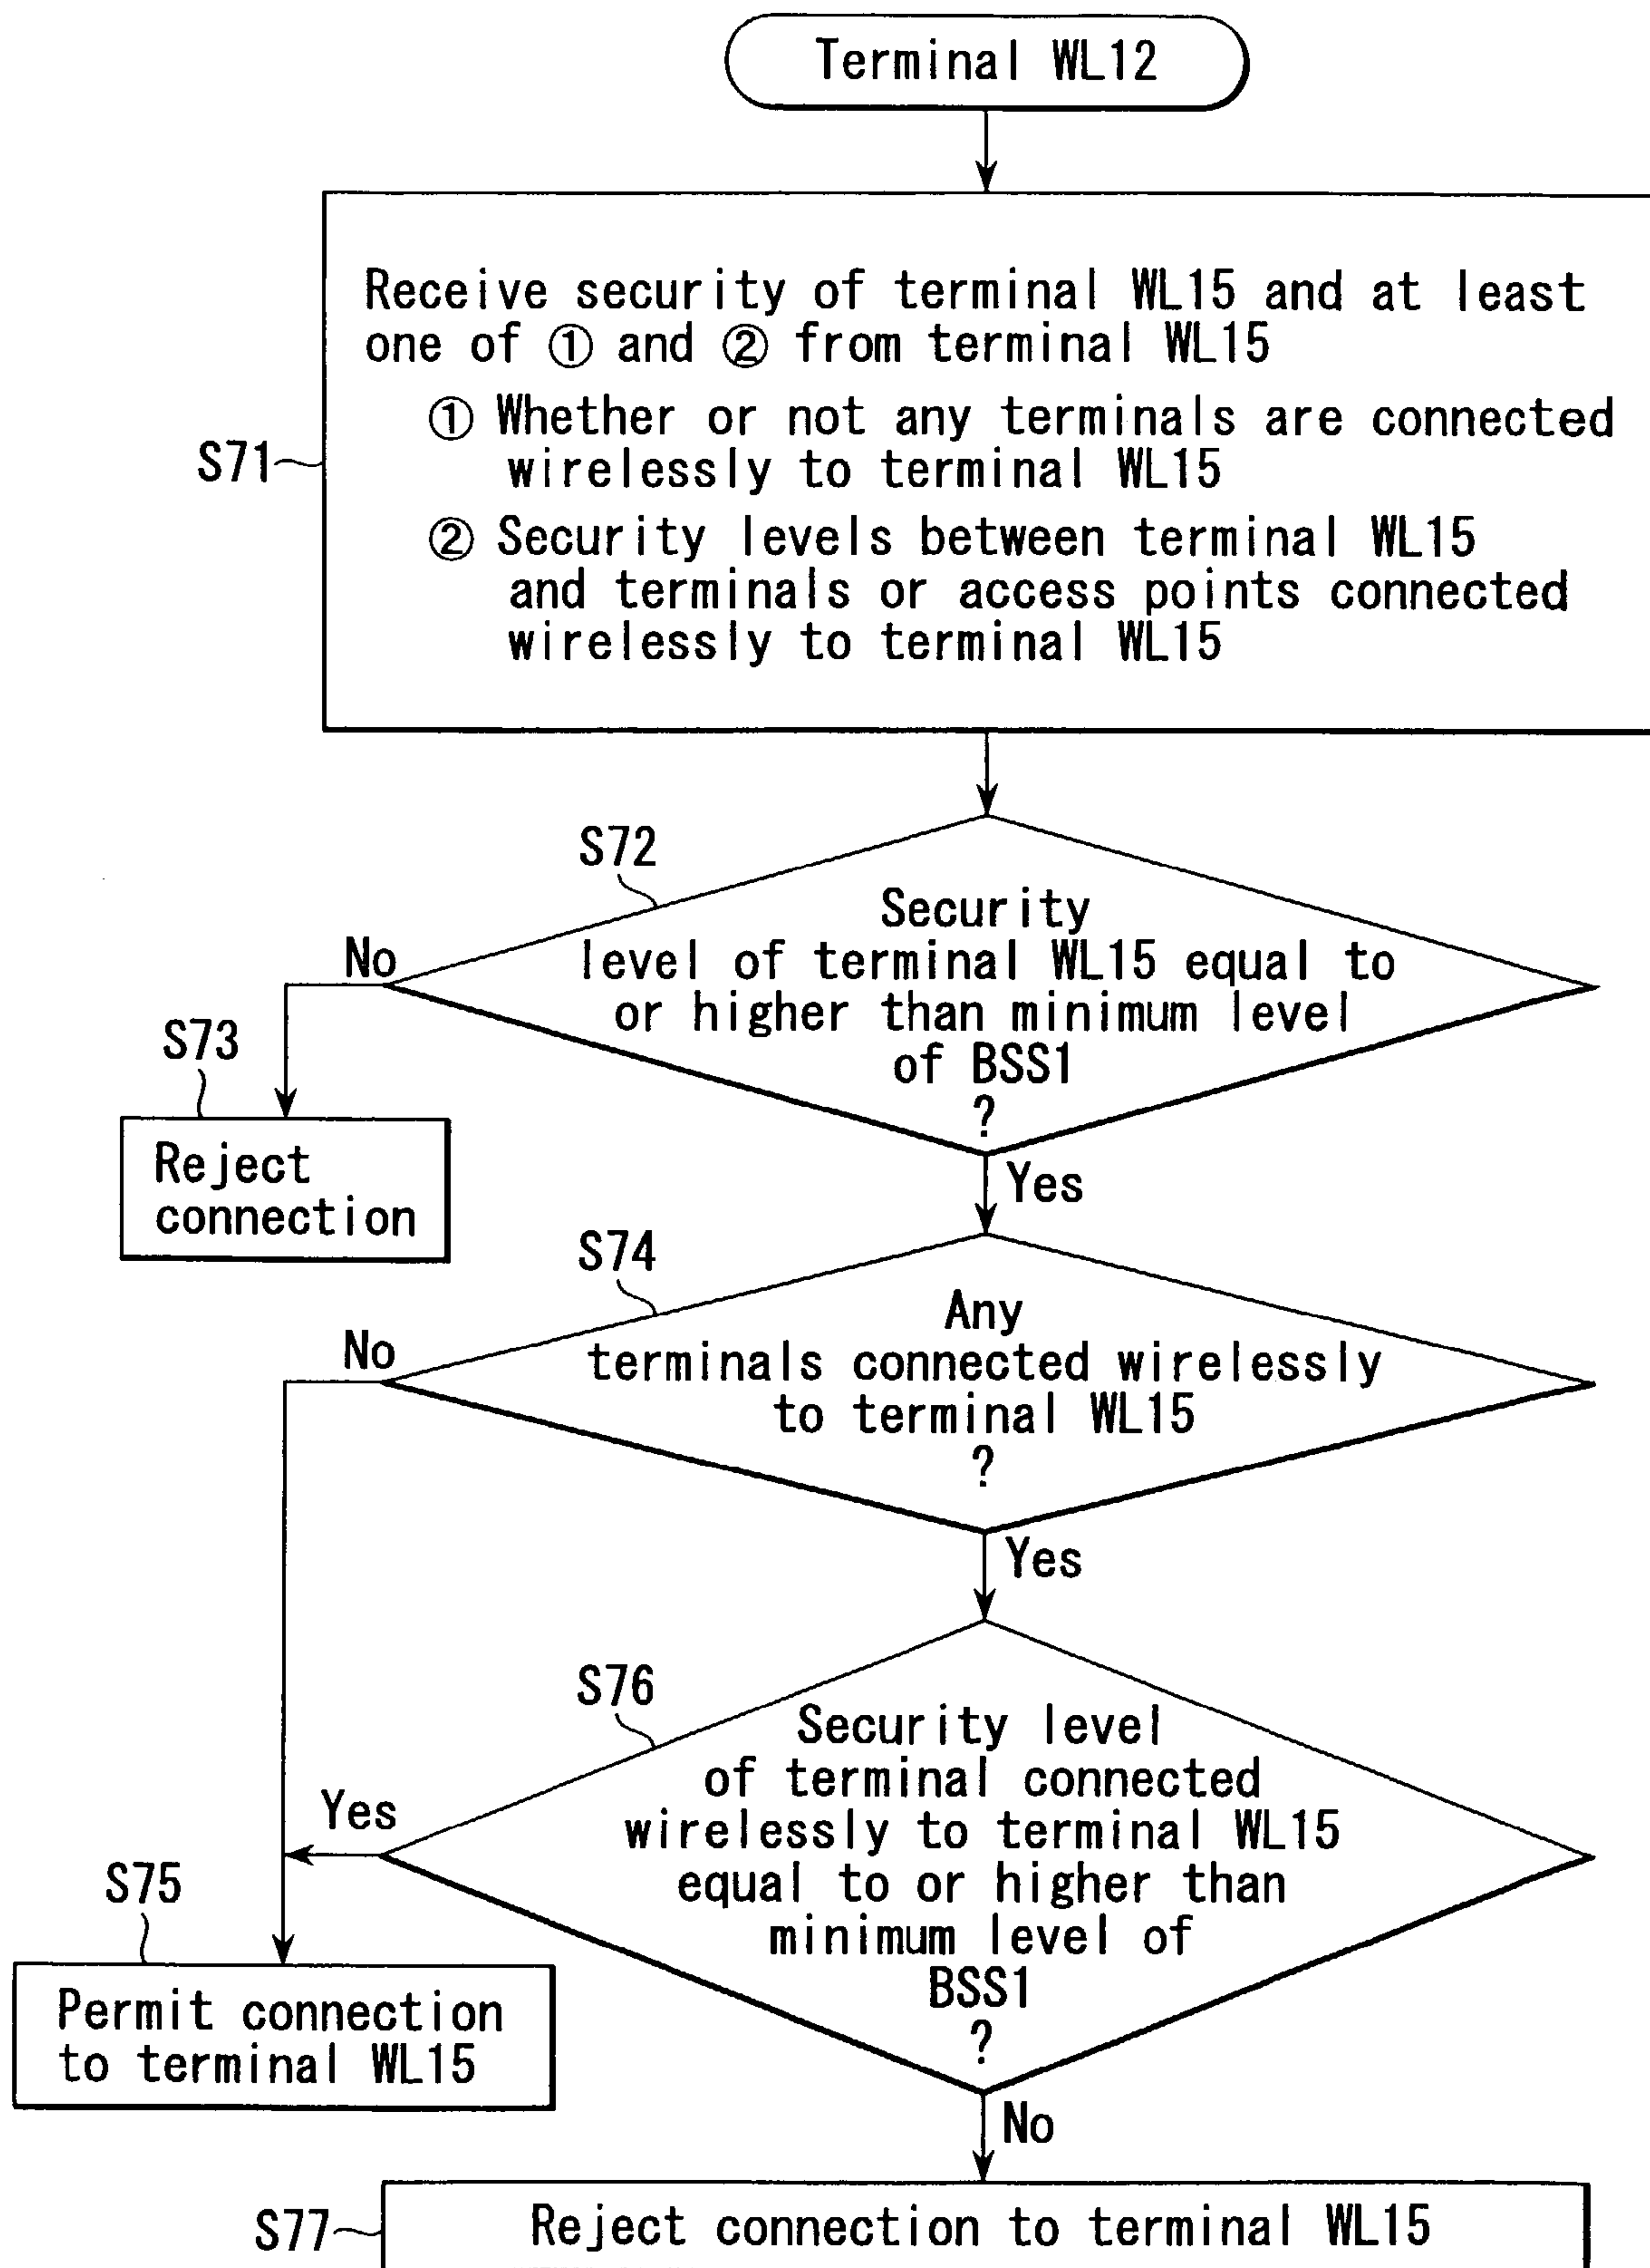 Terminal WL12
Receive security of terminal WL15 and at least
one of ① and ② from terminal WL15
① Whether or not any terminals are connected
wirelessly to terminal WL15
② Security levels between terminal WL15
and terminals or access points connected
wirelessly to terminal WL15
S71
S72
Security
level of terminal WL15 equal to
or higher than minimum level
of BSS1
?
No
Yes
S73
Reject
connection
S74
Any
terminals connected wirelessly
to terminal WL15
?
No
Yes
S76
Security level
of terminal connected
wirelessly to terminal WL15
equal to or higher than
minimum level of
BSS1
?
Yes
S75
Permit connection
to terminal WL15
No
S77
Reject connection to terminal WL15